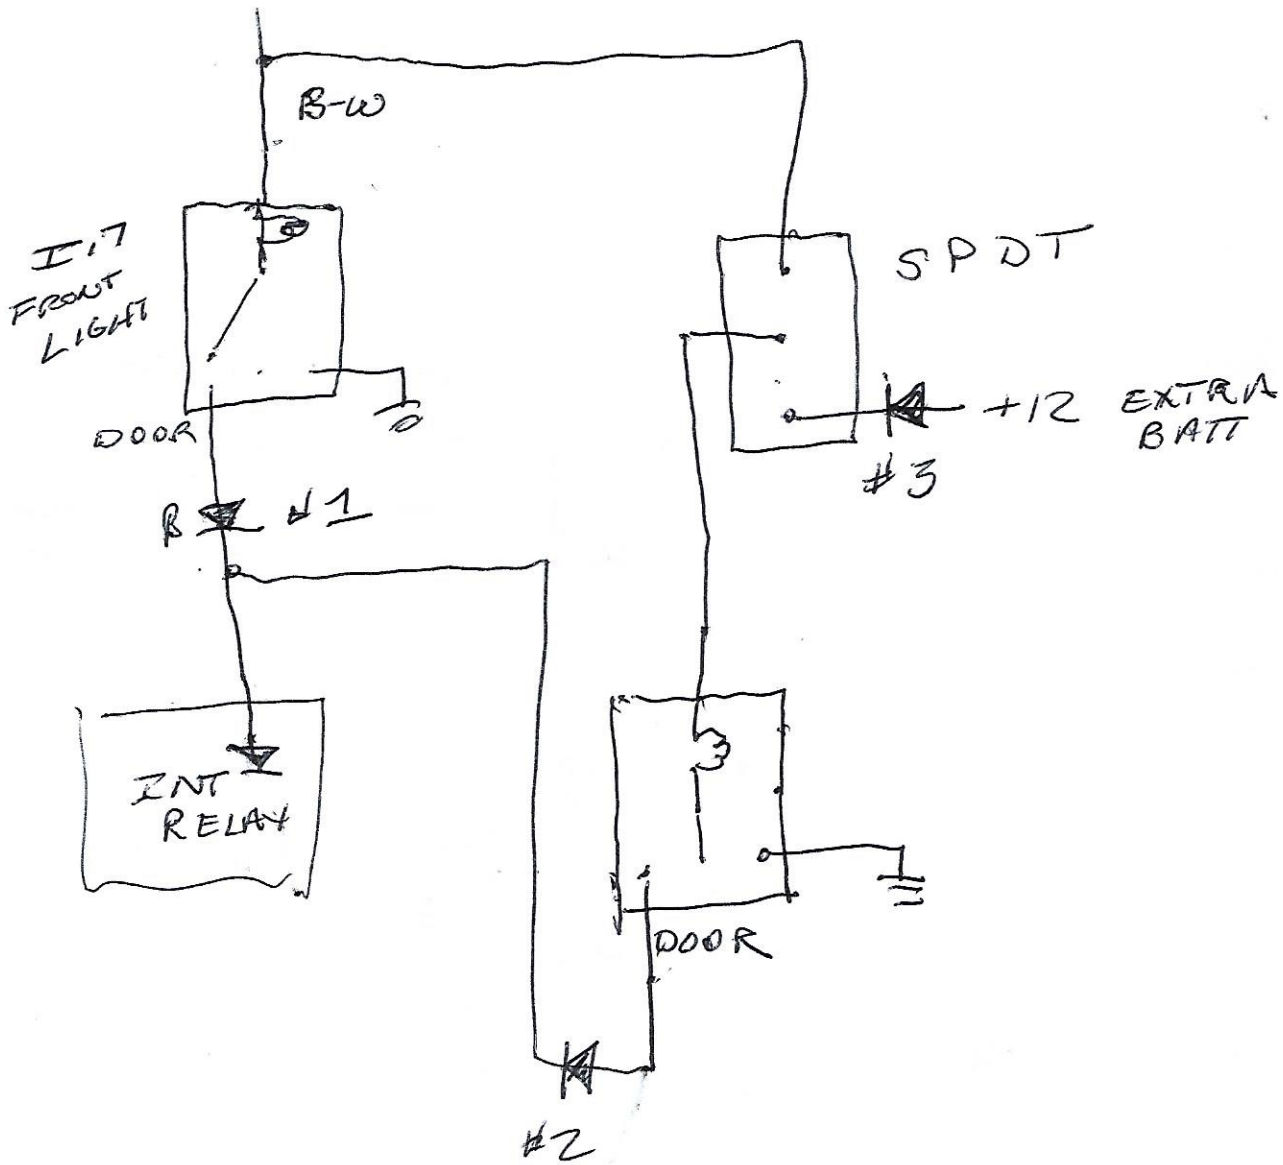 B-W
I,7
FRONT
LIGHT
SPDT
+12 EXTRA
BATT
#3
DOOR
B
#1
INT
RELAY
DOOR
#2